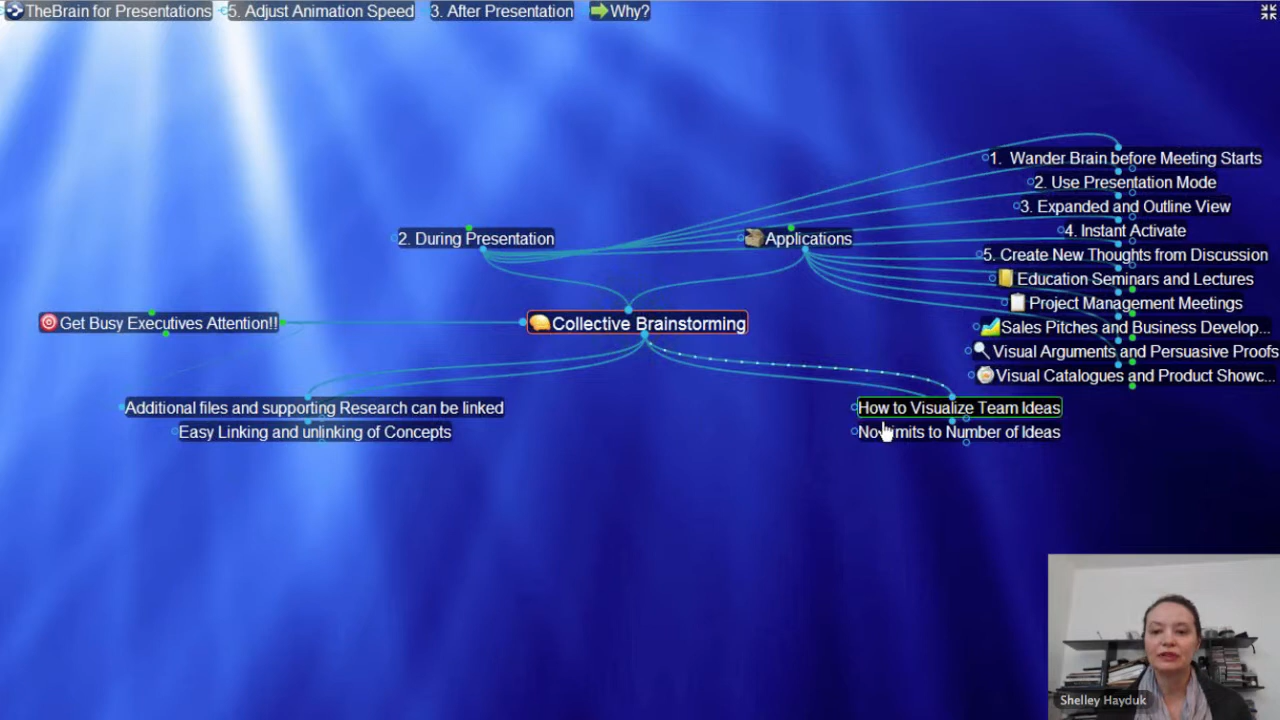 TheBrain for Presentations
5. Adjust Animation Speed
3. After Presentation
Why?
1. Wander Brain before Meeting Starts
2. Use Presentation Mode
3. Expanded and Outline View
4. Instant Activate
5. Create New Thoughts from Discussion
Education Seminars and Lectures
Project Management Meetings
Sales Pitches and Business Develop...
Visual Arguments and Persuasive Proofs
Visual Catalogues and Product Showc...
2. During Presentation
Applications
Get Busy Executives Attention!!
Collective Brainstorming
Additional files and supporting Research can be linked
Easy Linking and unlinking of Concepts
How to Visualize Team Ideas
No Limits to Number of Ideas
Shelley Hayduk